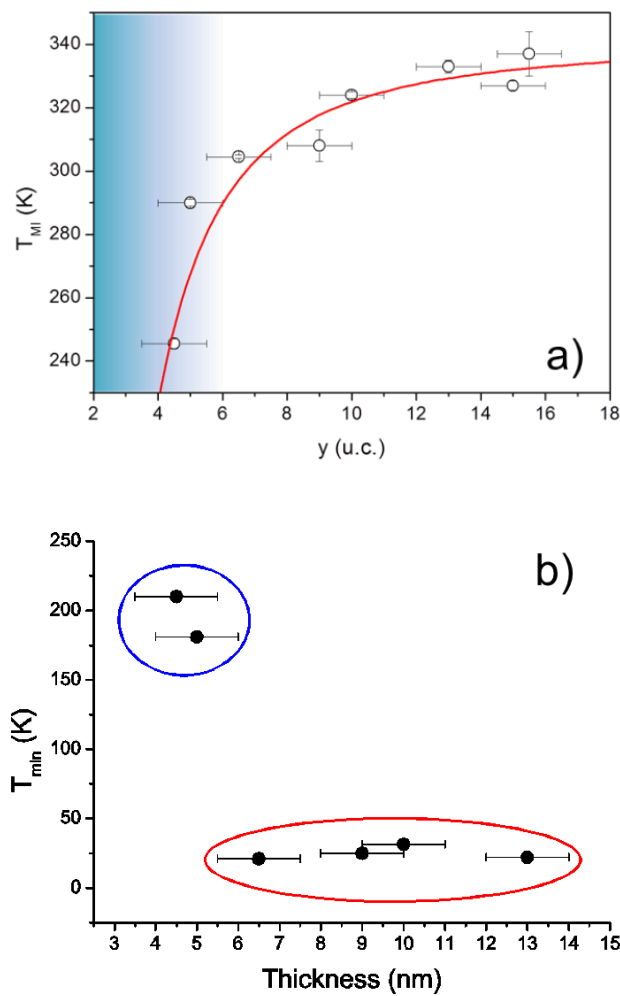 340
320
300
280
260
240
T_MI (K)
a)
2 4 6 8 10 12 14 16 18
y (u.c.)
250
200
150
100
50
0
T_min (K)
b)
3 4 5 6 7 8 9 10 11 12 13 14 15
Thickness (nm)